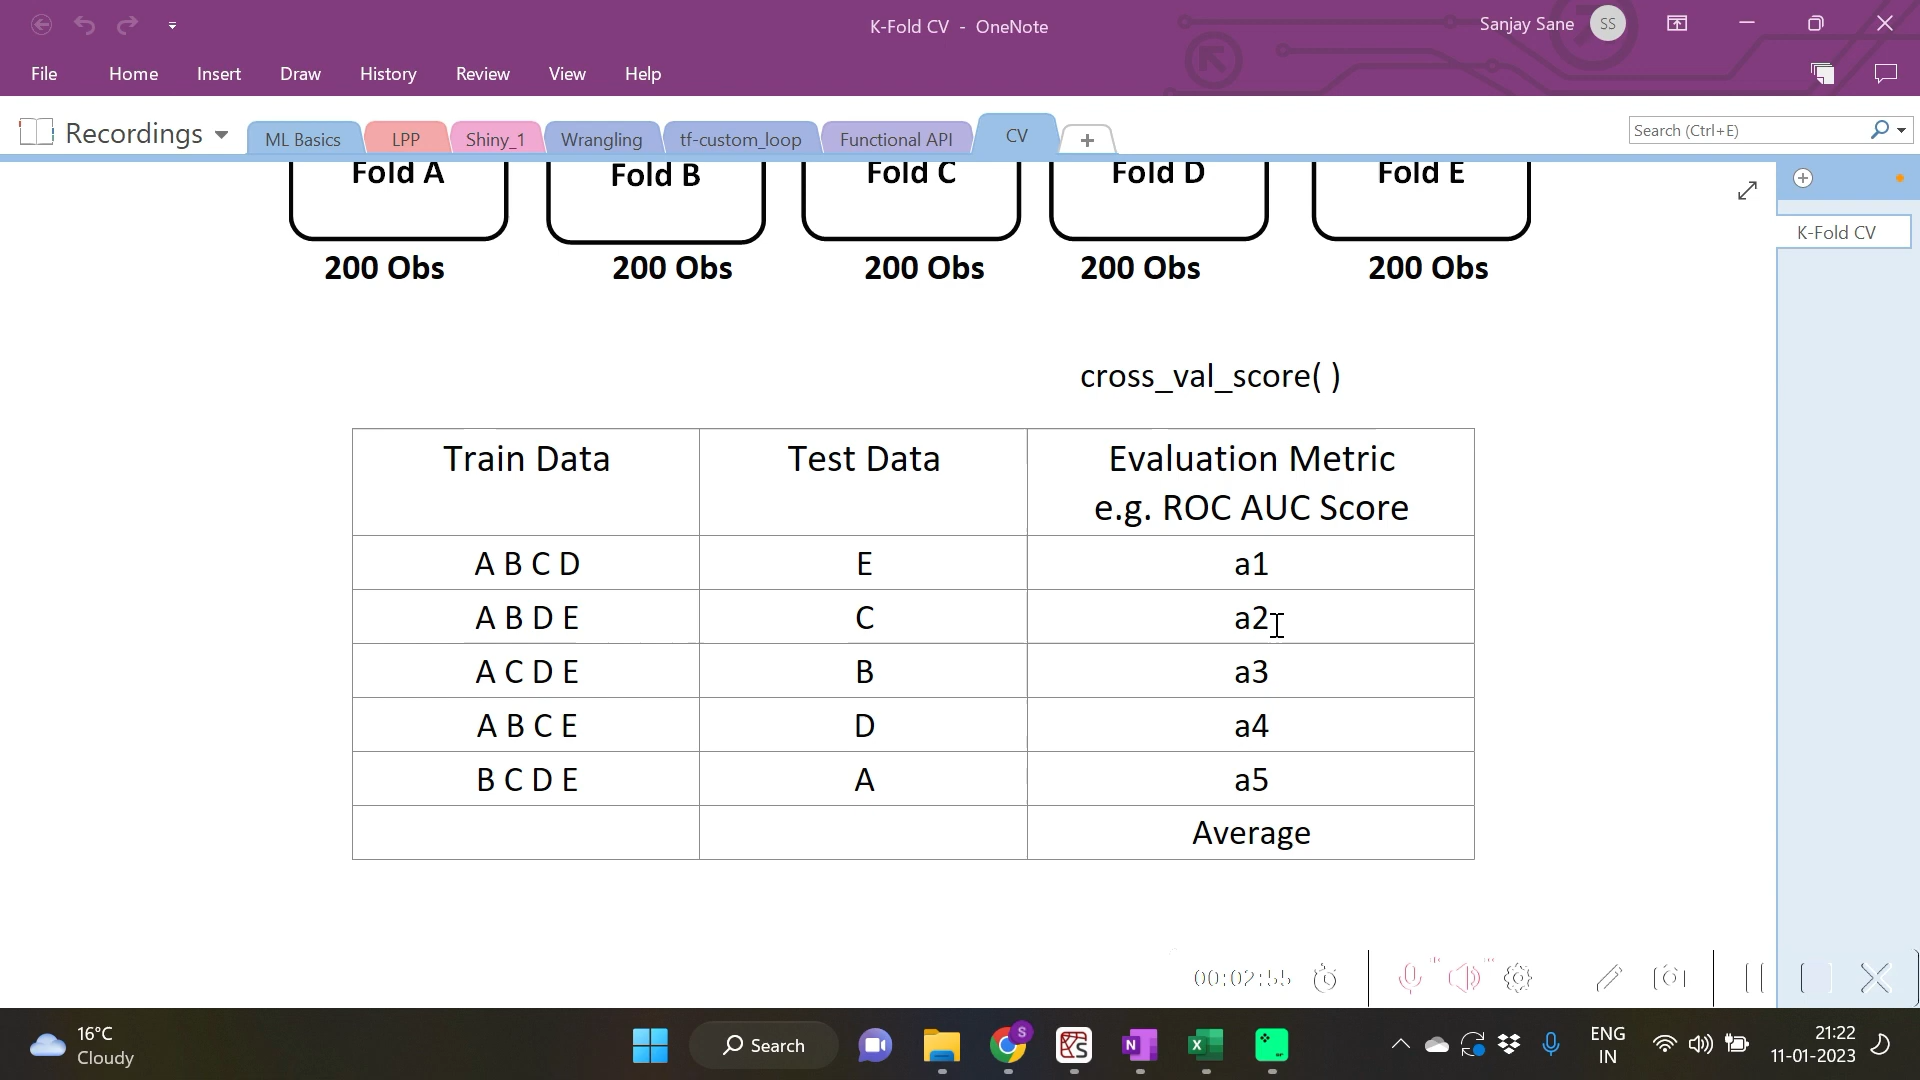 K-Fold CV - OneNote
Sanjay Sane SS
File Home Insert Draw History Review View Help
Recordings ML Basics LPP Shiny_1 Wrangling tf-custom_loop Functional API CV +
Search (Ctrl+E)
Fold A Fold B Fold C Fold D Fold E
K-Fold CV
200 Obs 200 Obs 200 Obs 200 Obs 200 Obs
cross_val_score( )
Train Data Test Data Evaluation Metric
e.g. ROC AUC Score
A B C D E a1
A B D E C a2
A C D E B a3
A B C E D a4
B C D E A a5
Average
00:02:55
16°C
Cloudy
Search
S
N
X
ENG
IN
21:22
11-01-2023